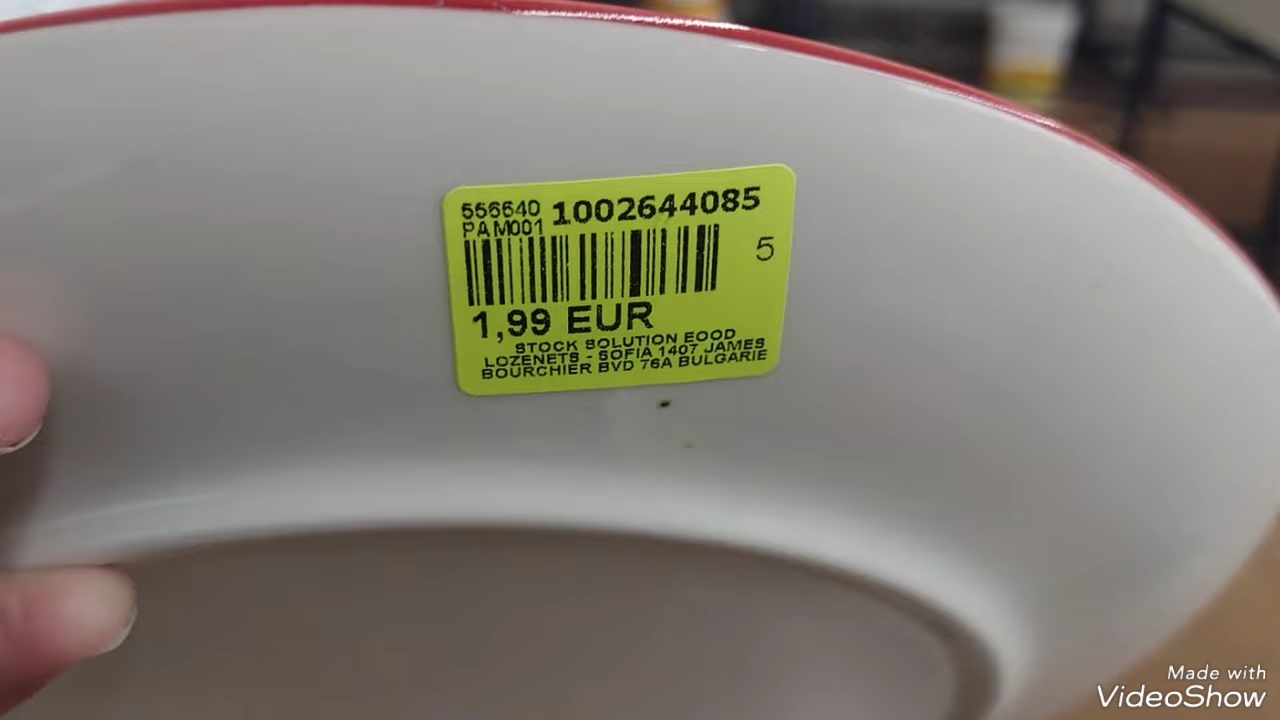 556640 1002644085
PAM001
5
1,99 EUR
STOCK SOLUTION EOOD
LOZENETS - SOFIA 1407 JAMES
BOURCHIER BVD 76A BULGARIE
Made with
VideoShow